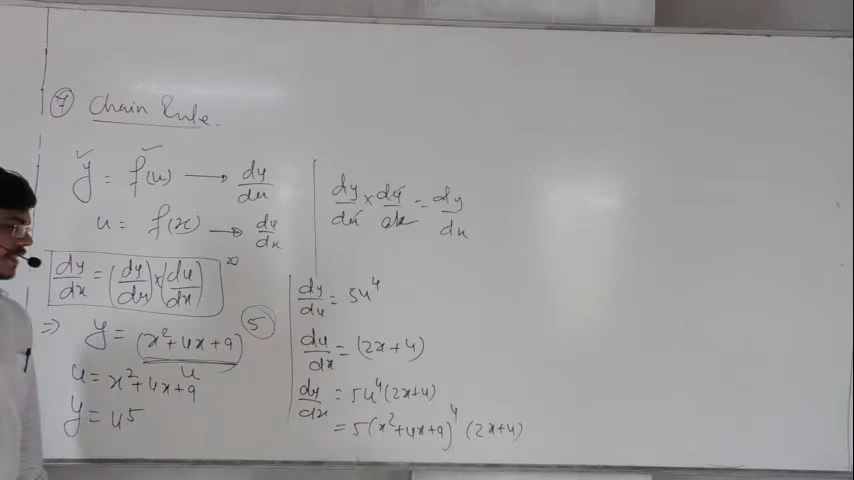 ⑦ Chain Rule.
y = f(u) → dy/du
u = f(x) → du/dx
dy/dx = (dy/du) × (du/dx)
⇒ y = (x² + 4x + 9)⁵
u
u = x² + 4x + 9
y = u⁵
dy/du × du/dx = dy/dx
dy/du = 5u⁴
du/dx = (2x + 4)
dy/dx = 5u⁴ (2x + 4)
= 5(x² + 4x + 9)⁴ (2x + 4)